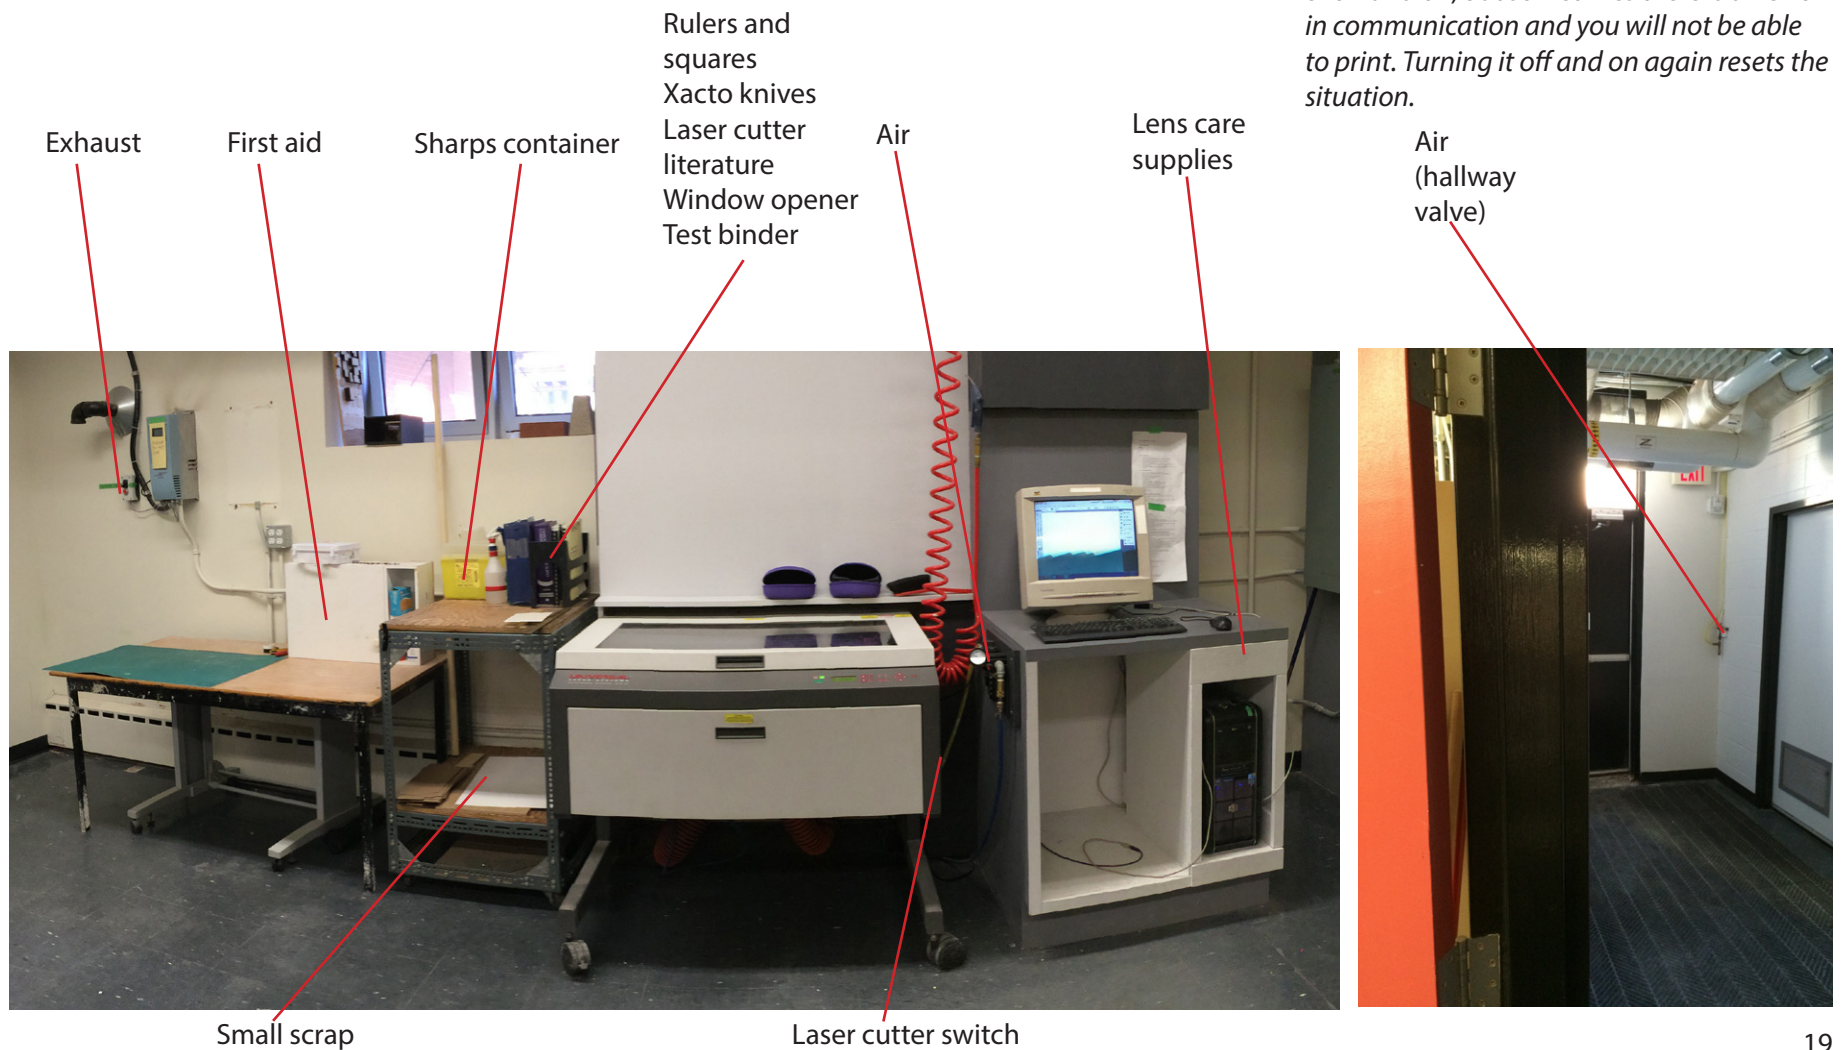 in communication and you will not be able
to print. Turning it off and on again resets the
situation.
Rulers and
squares
Xacto knives
Laser cutter
literature
Window opener
Test binder
Exhaust
First aid
Sharps container
Air
Lens care
supplies
Air
(hallway
valve)
EXIT
Z
Small scrap
Laser cutter switch
19